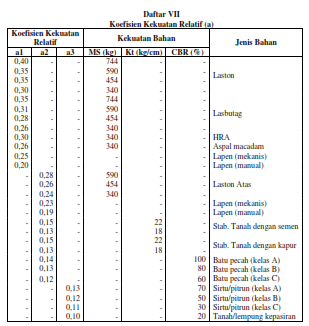 Daftar VII
Koefisien Kekuatan Relatif (a)
Koefisien Kekuatan Relatif Kekuatan Bahan Jenis Bahan
a1 a2 a3 MS (kg) Kt (kg/cm) CBR (%)
0,40 - - 744 - - Laston
0,35 - - 590 - -
0,35 - - 454 - -
0,30 - - 340 - -
0,35 - - 744 - - Lasbutag
0,31 - - 590 - -
0,28 - - 454 - -
0,26 - - 340 - -
0,30 - - 340 - - HRA
0,26 - - 340 - - Aspal macadam
0,25 - - - - - Lapen (mekanis)
0,20 - - - - - Lapen (manual)
- 0,28 - 590 - - Laston Atas
- 0,26 - 454 - -
- 0,24 - 340 - -
- 0,23 - - - - Lapen (mekanis)
- 0,19 - - - - Lapen (manual)
- 0,15 - - 22 - Stab. Tanah dengan semen
- 0,13 - - 18 -
- 0,15 - - 22 - Stab. Tanah dengan kapur
- 0,13 - - 18 -
- 0,14 - - - 100 Batu pecah (kelas A)
- 0,13 - - - 80 Batu pecah (kelas B)
- 0,12 - - - 60 Batu pecah (kelas C)
- - 0,13 - - 70 Sirtu/pitrun (kelas A)
- - 0,12 - - 50 Sirtu/pitrun (kelas B)
- - 0,11 - - 30 Sirtu/pitrun (kelas C)
- - 0,10 - - 20 Tanah/lempung kepasiran